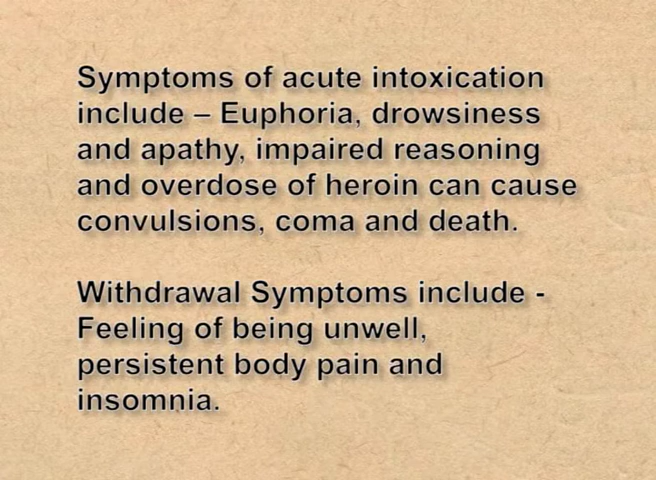 Symptoms of acute intoxication
include – Euphoria, drowsiness
and apathy, impaired reasoning
and overdose of heroin can cause
convulsions, coma and death.
Withdrawal Symptoms include -
Feeling of being unwell,
persistent body pain and
insomnia.